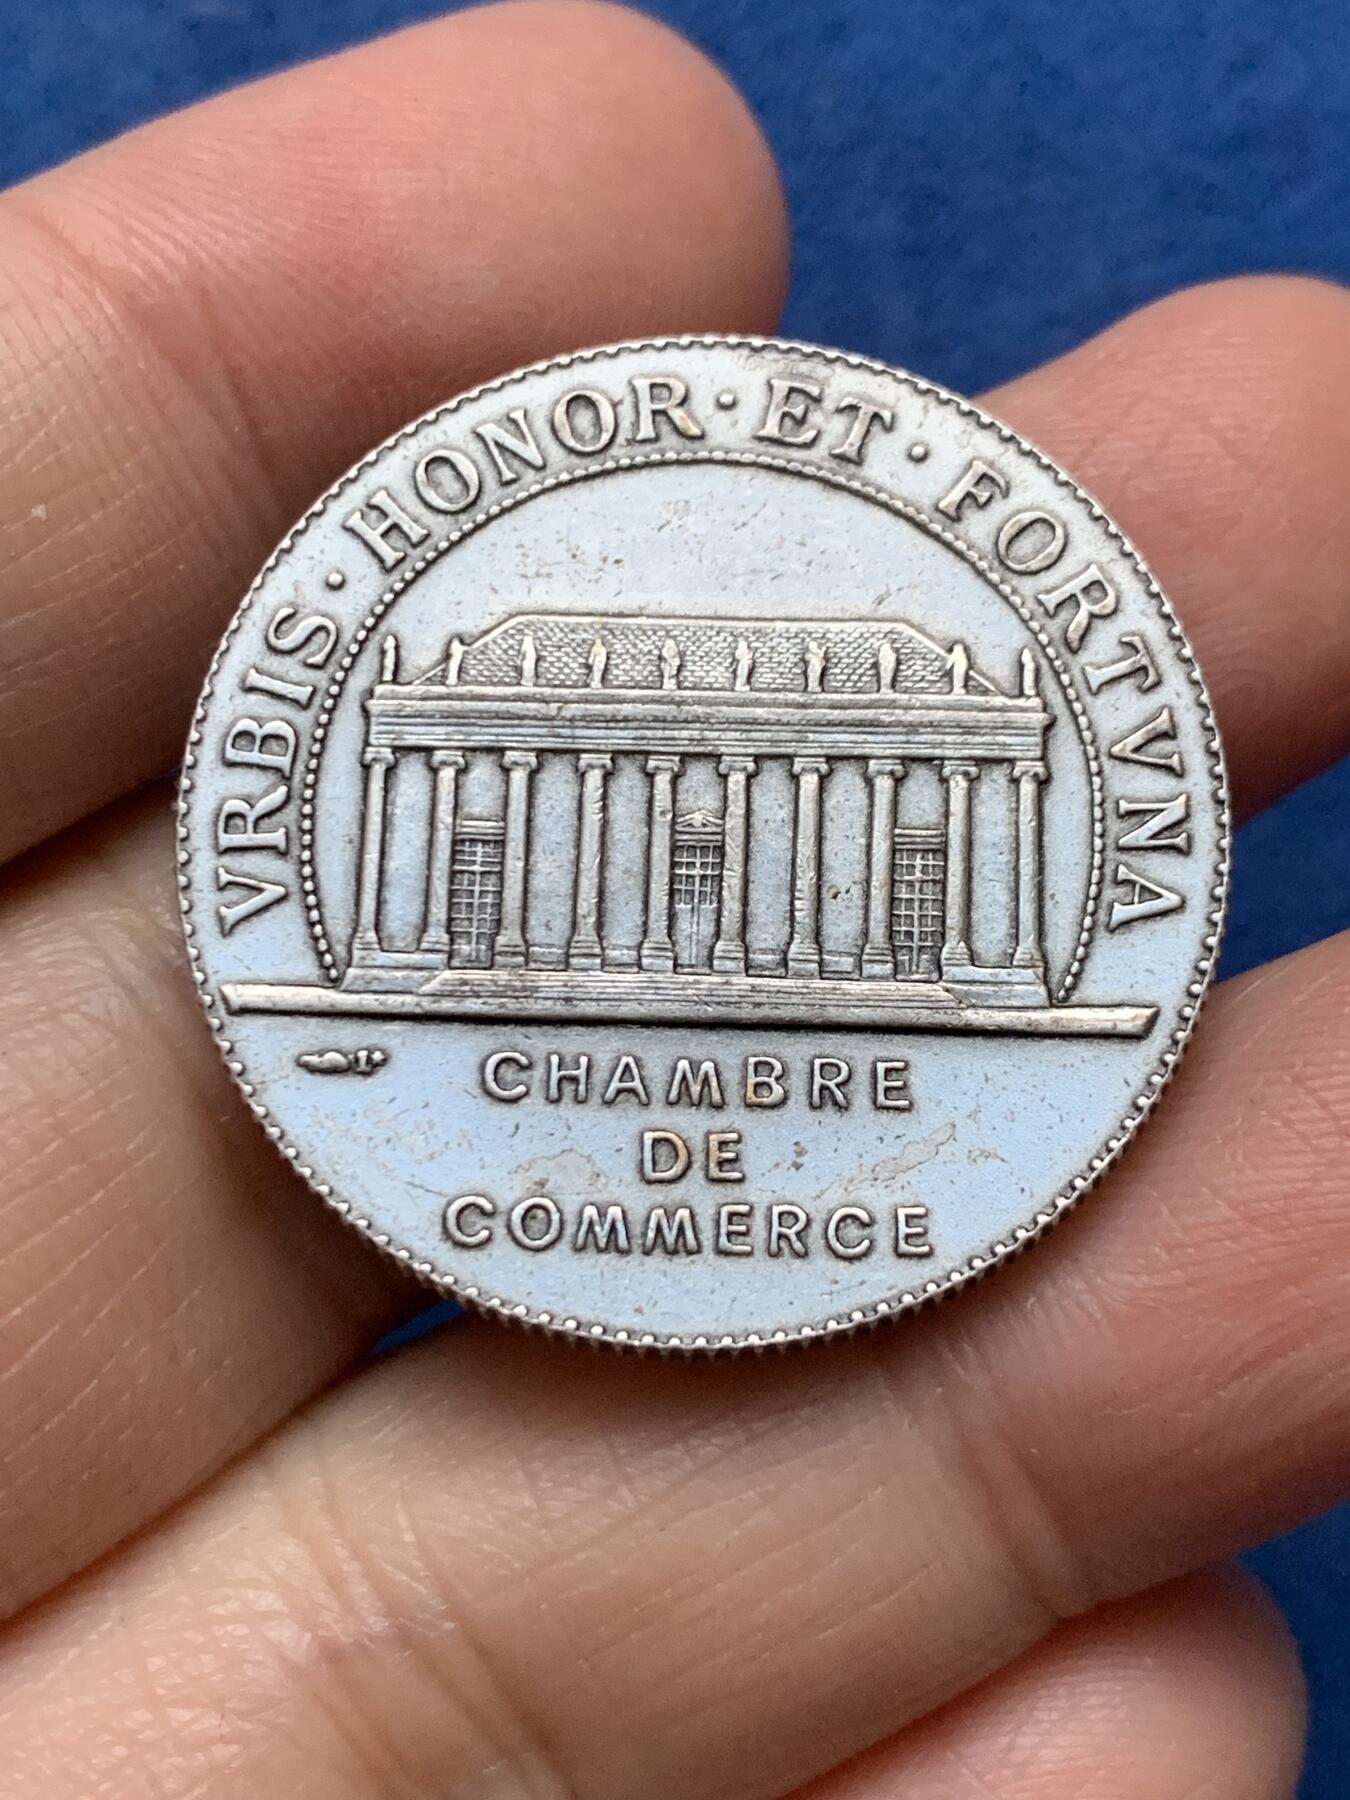 VRBIS · HONOR · ET · FORTVNA
CHAMBRE
DE
COMMERCE